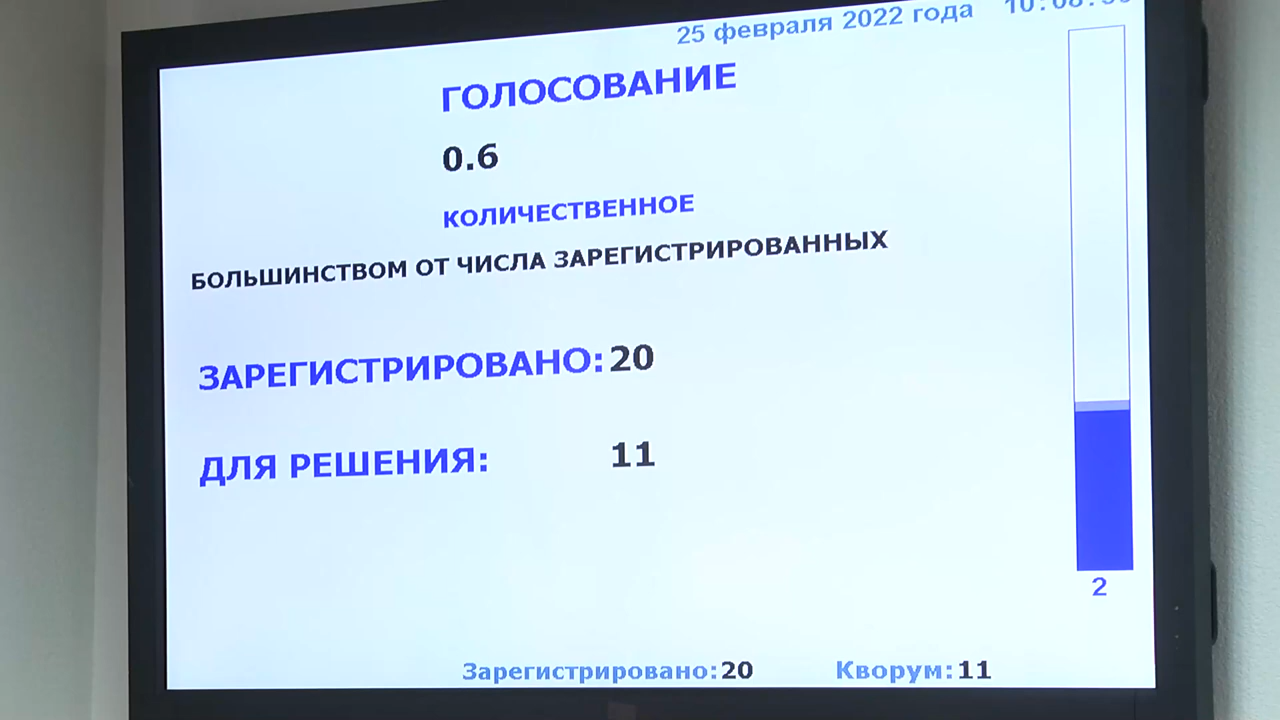 25 февраля 2022 года
ГОЛОСОВАНИЕ
0.6
КОЛИЧЕСТВЕННОЕ
БОЛЬШИНСТВОМ ОТ ЧИСЛА ЗАРЕГИСТРИРОВАННЫХ
ЗАРЕГИСТРИРОВАНО: 20
ДЛЯ РЕШЕНИЯ: 11
2
Зарегистрировано: 20 Кворум: 11